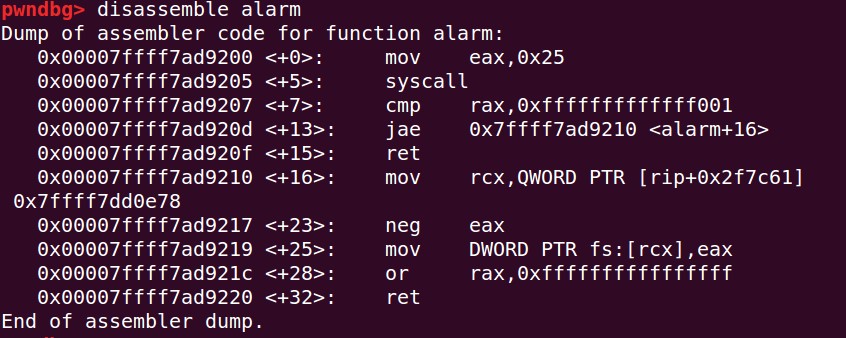 pwndbg> disassemble alarm
Dump of assembler code for function alarm:
   0x00007ffff7ad9200 <+0>:     mov    eax,0x25
   0x00007ffff7ad9205 <+5>:     syscall
   0x00007ffff7ad9207 <+7>:     cmp    rax,0xfffffffffffff001
   0x00007ffff7ad920d <+13>:    jae    0x7ffff7ad9210 <alarm+16>
   0x00007ffff7ad920f <+15>:    ret
   0x00007ffff7ad9210 <+16>:    mov    rcx,QWORD PTR [rip+0x2f7c61]
 0x7ffff7dd0e78
   0x00007ffff7ad9217 <+23>:    neg    eax
   0x00007ffff7ad9219 <+25>:    mov    DWORD PTR fs:[rcx],eax
   0x00007ffff7ad921c <+28>:    or     rax,0xffffffffffffffff
   0x00007ffff7ad9220 <+32>:    ret
End of assembler dump.